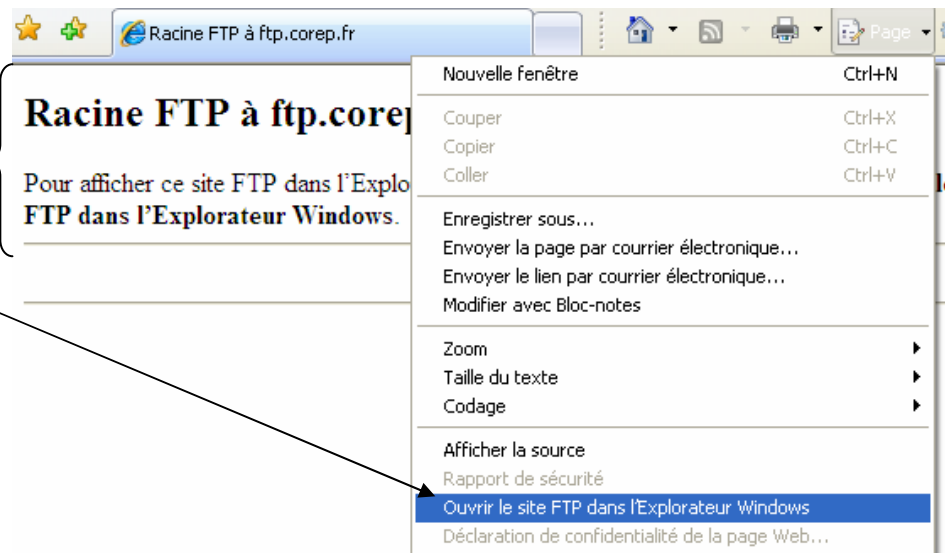 Racine FTP à ftp.corep.fr
Page
Racine FTP à ftp.corep
Pour afficher ce site FTP dans l'Explo
FTP dans l'Explorateur Windows.
Nouvelle fenêtre Ctrl+N
Couper Ctrl+X
Copier Ctrl+C
Coller Ctrl+V
Enregistrer sous...
Envoyer la page par courrier électronique...
Envoyer le lien par courrier électronique...
Modifier avec Bloc-notes
Zoom
Taille du texte
Codage
Afficher la source
Rapport de sécurité
Ouvrir le site FTP dans l'Explorateur Windows
Déclaration de confidentialité de la page Web...